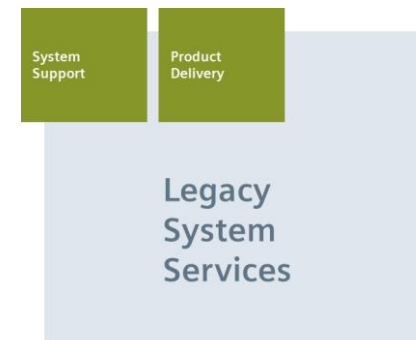 System
Support
Product
Delivery
Legacy
System
Services